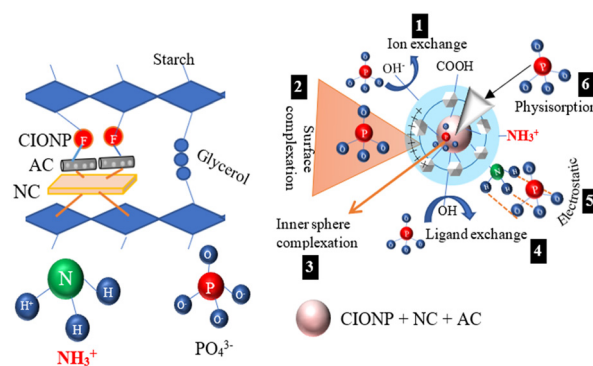 Starch
CIONP
F
F
AC
NC
Glycerol
N
H⁺
H
H
NH₃⁺
O
P
O⁻
O⁻
O⁻
PO₄³⁻
1
Ion exchange
OH⁻
COOH
2
Surface
complexation
P
6
Physisorption
P
NH₃⁺
N
H
H
H
P
Electrostatic
5
Inner sphere
complexation
3
OH
Ligand exchange
4
P
CIONP + NC + AC